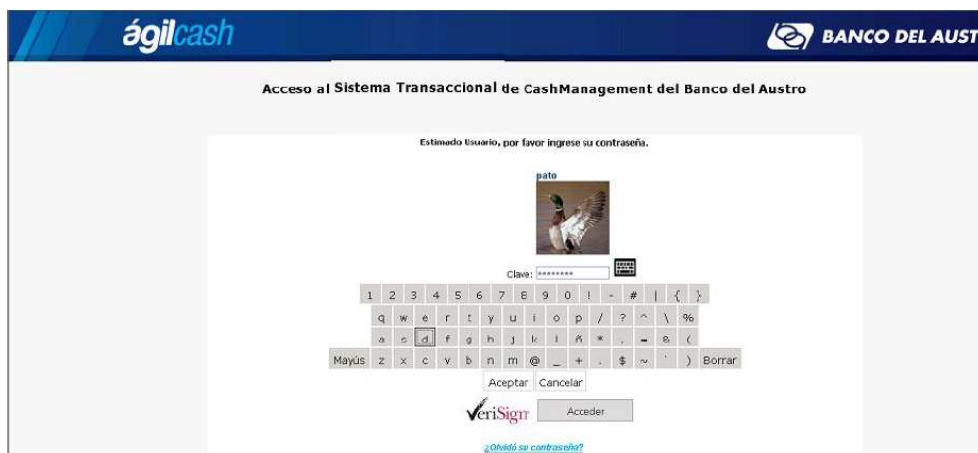 ágilcash
BANCO DEL AUST
Acceso al Sistema Transaccional de CashManagement del Banco del Austro
Estimado Usuario, por favor ingrese su contraseña.
pato
Clave: ********
1 2 3 4 5 6 7 8 9 0 ! - # | { }
q w e r t y u i o p / ? ^ \ %
a s d f g h j k l ñ * , = & (
Mayús z x c v b n m @ _ + . $ ~ ` ) Borrar
Aceptar Cancelar
VeriSign Acceder
¿Olvidó su contraseña?